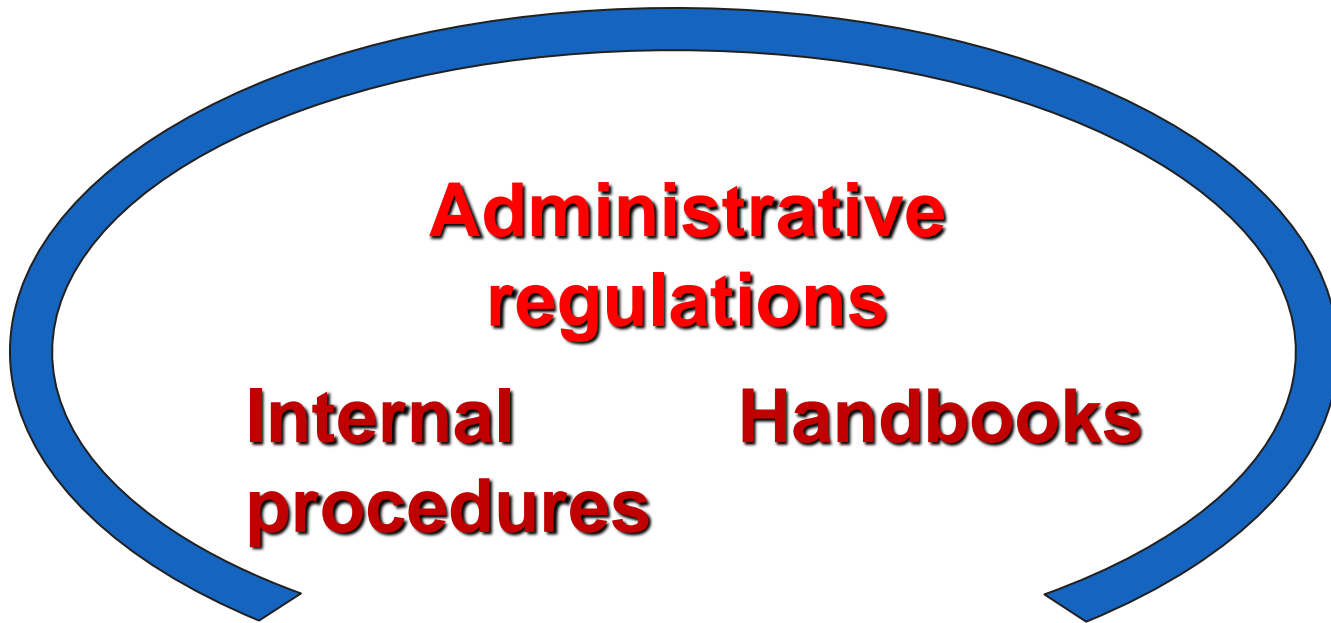 Administrative
regulations
Internal
procedures
Handbooks